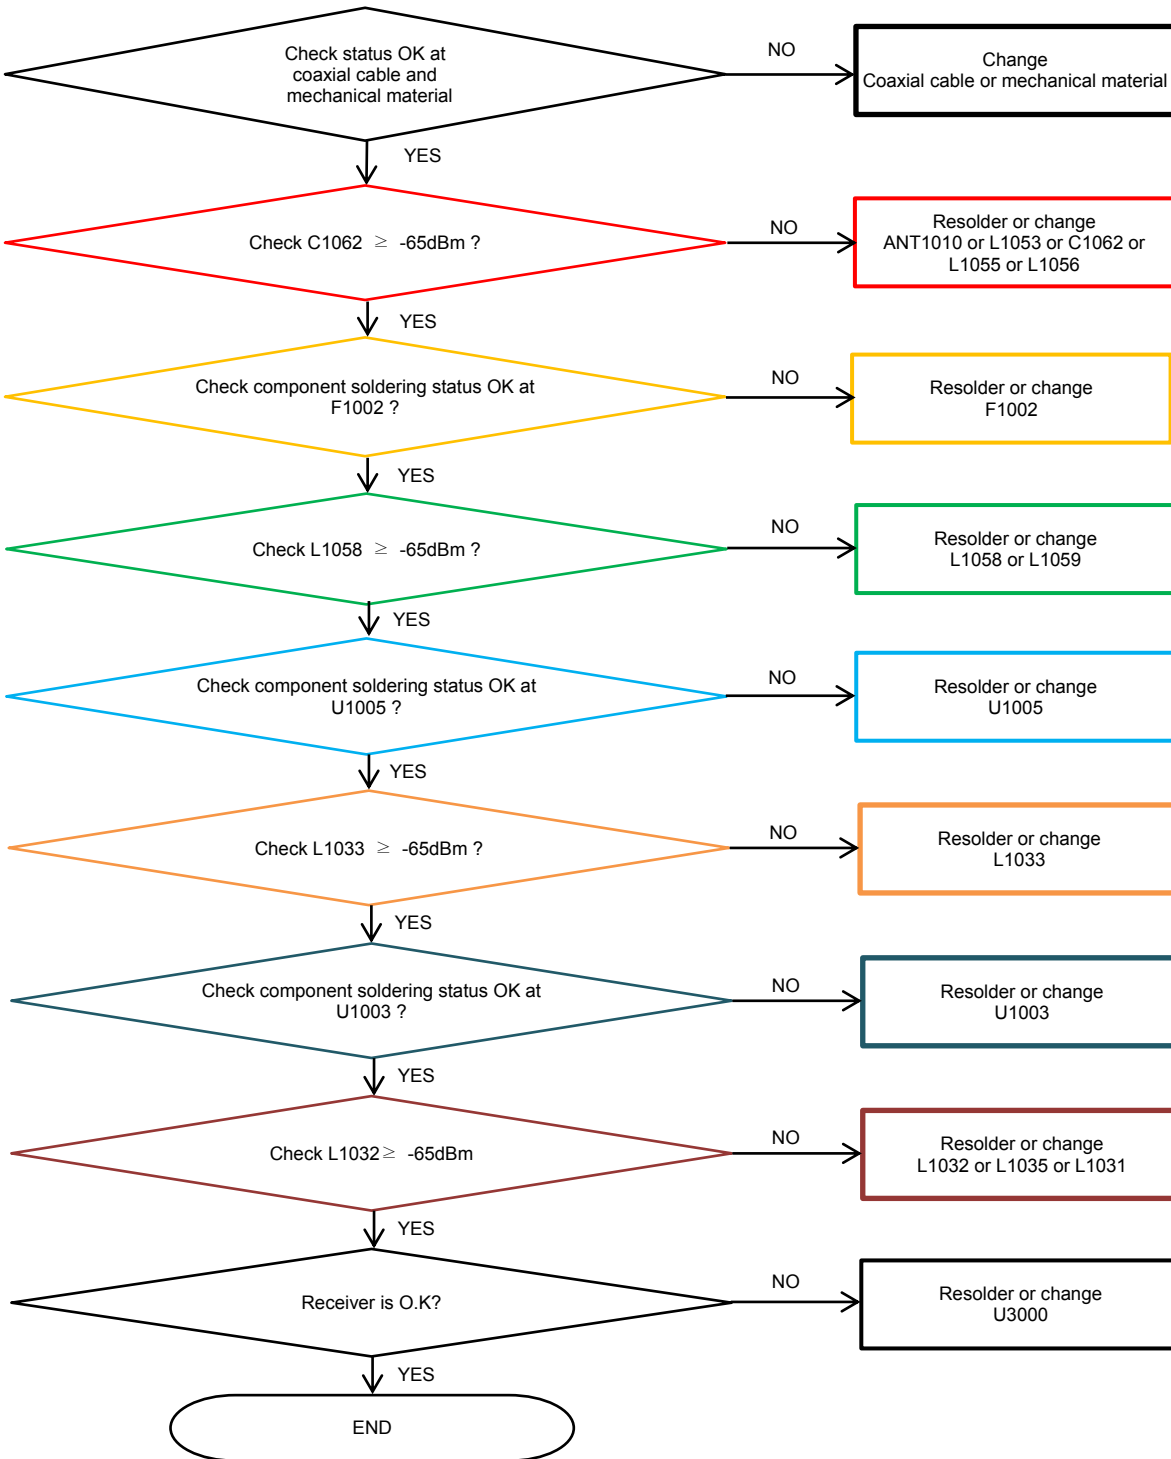 Check status OK at
coaxial cable and
mechanical material
NO
Change
Coaxial cable or mechanical material
YES
Check C1062 ≥ -65dBm ?
NO
Resolder or change
ANT1010 or L1053 or C1062 or
L1055 or L1056
YES
Check component soldering status OK at
F1002 ?
NO
Resolder or change
F1002
YES
Check L1058 ≥ -65dBm ?
NO
Resolder or change
L1058 or L1059
YES
Check component soldering status OK at
U1005 ?
NO
Resolder or change
U1005
YES
Check L1033 ≥ -65dBm ?
NO
Resolder or change
L1033
YES
Check component soldering status OK at
U1003 ?
NO
Resolder or change
U1003
YES
Check L1032≥ -65dBm
NO
Resolder or change
L1032 or L1035 or L1031
YES
Receiver is O.K?
NO
Resolder or change
U3000
YES
END